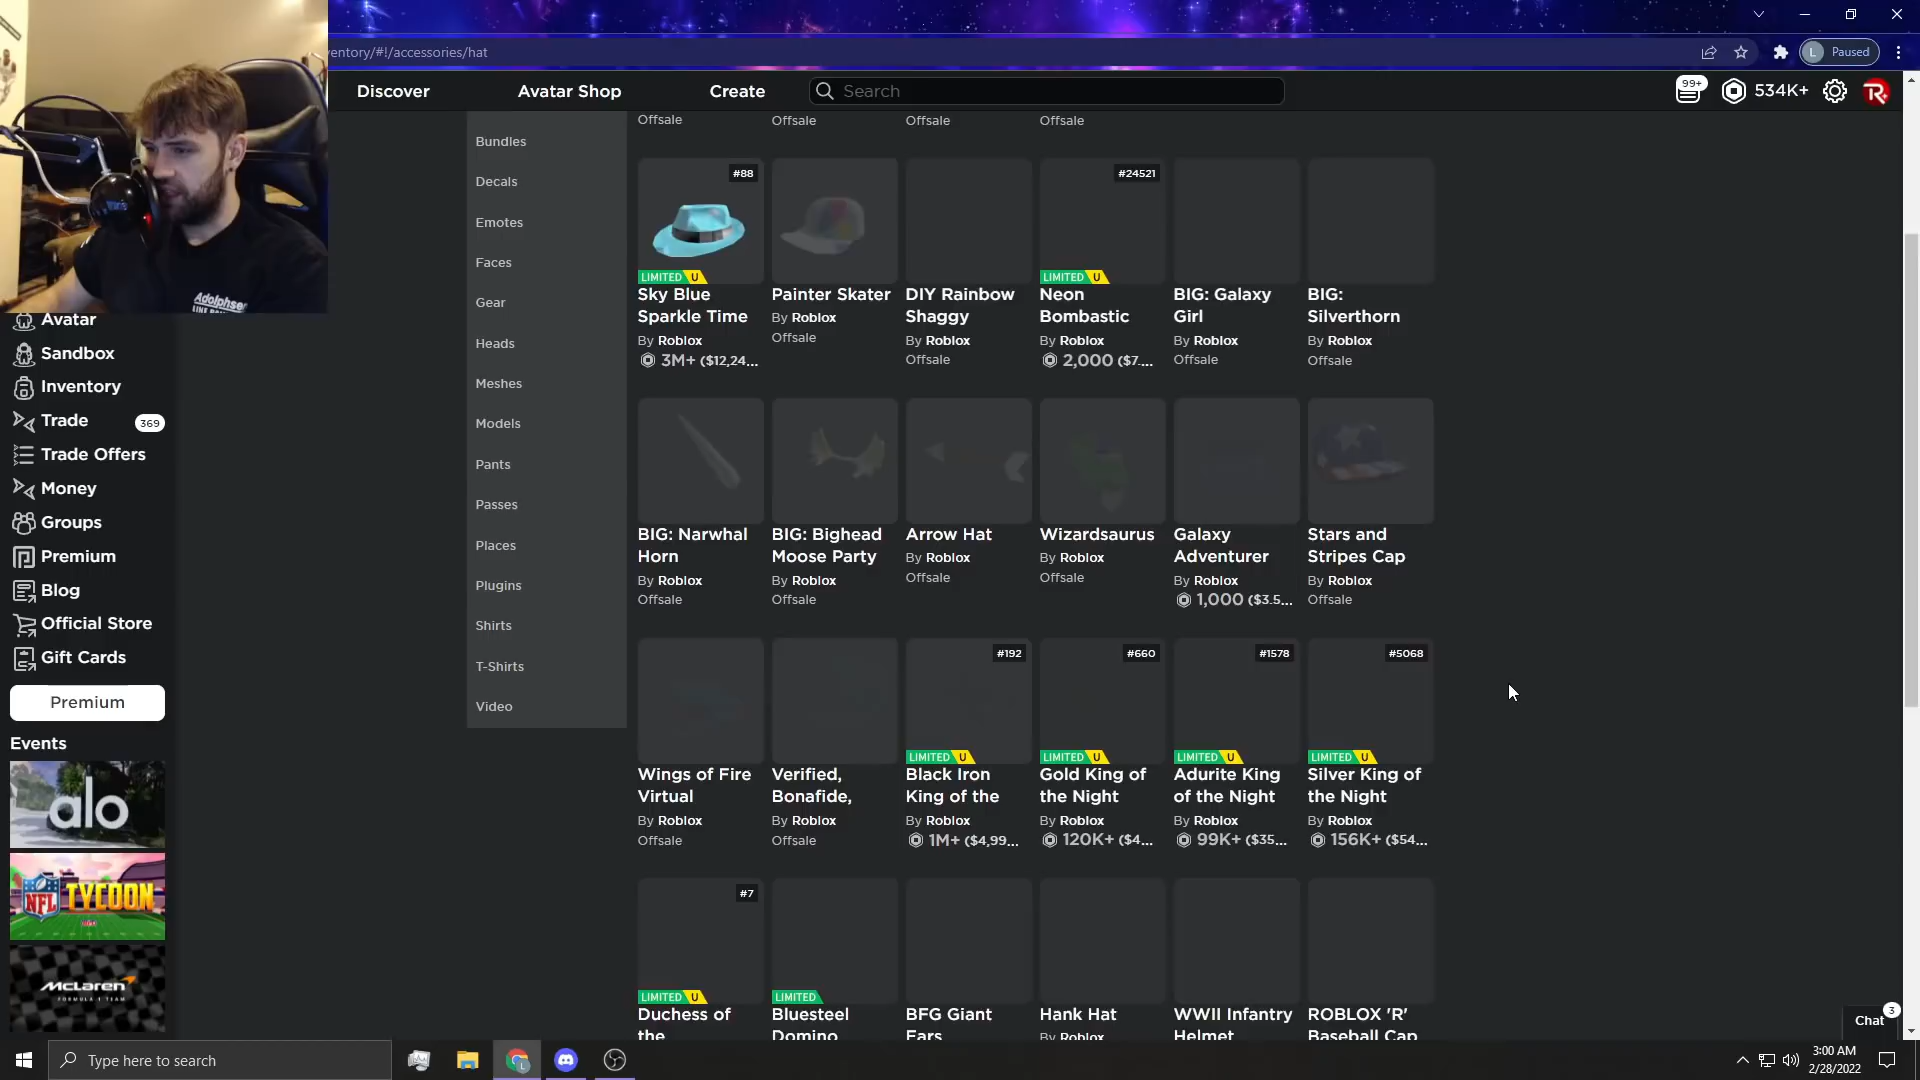 ventory/#!/accessories/hat
L Paused
Discover
Avatar Shop
Create
Search
99+
534K+
Offsale
Offsale
Offsale
Offsale
Bundles
Decals
Emotes
Faces
Gear
Heads
Meshes
Models
Pants
Passes
Places
Plugins
Shirts
T-Shirts
Video
Avatar
Sandbox
Inventory
Trade 369
Trade Offers
Money
Groups
Premium
Blog
Official Store
Gift Cards
Premium
Events
alo
NFL TYCOON
McLaren
FORMULA 1 TEAM
#88
LIMITED U
Sky Blue
Sparkle Time
By Roblox
3M+ ($12,24...
Painter Skater
By Roblox
Offsale
DIY Rainbow
Shaggy
By Roblox
Offsale
#24521
LIMITED U
Neon
Bombastic
By Roblox
2,000 ($7....
BIG: Galaxy
Girl
By Roblox
Offsale
BIG:
Silverthorn
By Roblox
Offsale
BIG: Narwhal
Horn
By Roblox
Offsale
BIG: Bighead
Moose Party
By Roblox
Offsale
Arrow Hat
By Roblox
Offsale
Wizardsaurus
By Roblox
Offsale
Galaxy
Adventurer
By Roblox
1,000 ($3.5...
Stars and
Stripes Cap
By Roblox
Offsale
Wings of Fire
Virtual
By Roblox
Offsale
Verified,
Bonafide,
By Roblox
Offsale
#192
LIMITED U
Black Iron
King of the
By Roblox
1M+ ($4,99...
#660
LIMITED U
Gold King of
the Night
By Roblox
120K+ ($4...
#1578
LIMITED U
Adurite King
of the Night
By Roblox
99K+ ($35...
#5068
LIMITED U
Silver King of
the Night
By Roblox
156K+ ($54...
#7
LIMITED U
Duchess of
the
LIMITED
Bluesteel
Domino
BFG Giant
Ears
Hank Hat
By Roblox
WWII Infantry
Helmet
ROBLOX 'R'
Baseball Cap
Chat 3
Type here to search
3:00 AM
2/28/2022